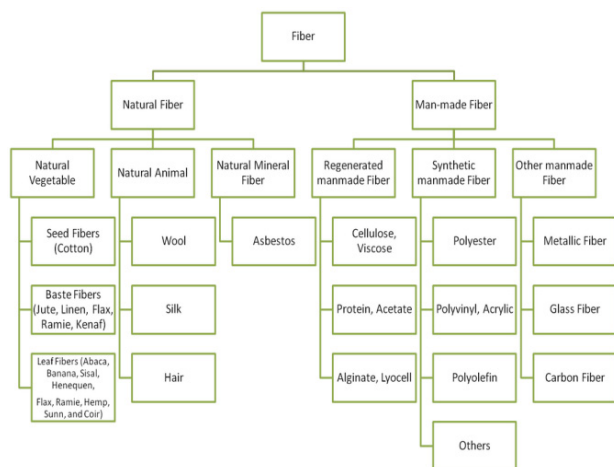 Fiber
Natural Fiber
Man-made Fiber
Natural
Vegetable
Natural Animal
Natural Mineral
Fiber
Regenerated
manmade Fiber
Synthetic
manmade Fiber
Other manmade
Fiber
Seed Fibers
(Cotton)
Wool
Asbestos
Cellulose,
Viscose
Polyester
Metallic Fiber
Baste Fibers
(Jute, Linen, Flax,
Ramie, Kenaf)
Silk
Protein, Acetate
Polyvinyl, Acrylic
Glass Fiber
Leaf Fibers (Abaca,
Banana, Sisal,
Henequen,
Flax, Ramie, Hemp,
Sunn, and Coir)
Hair
Alginate, Lyocell
Polyolefin
Carbon Fiber
Others